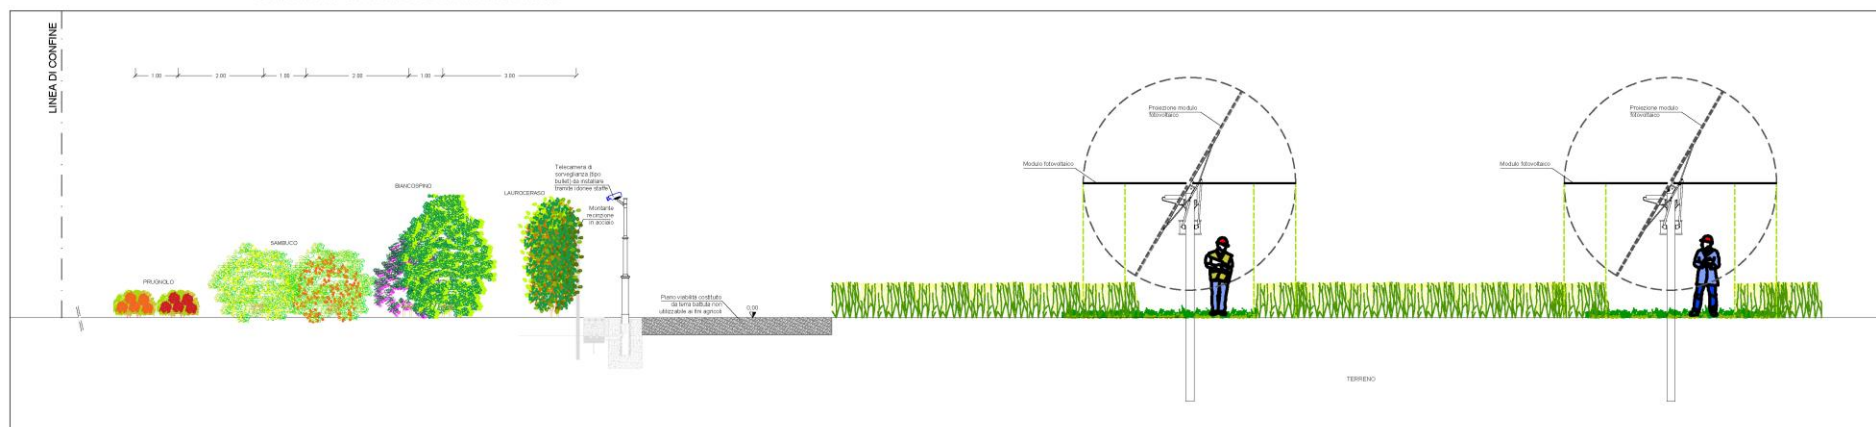 LINEA DI CONFINE
1.00
2.00
1.00
2.00
1.00
3.00
PRUGNOLO
SAMBUCO
BIANCOSPINO
LAUROCERASO
Telecamera di
sorveglianza (tipo
bullet) da installare
tramite idonee staffe
Montante
recinzione
in acciaio
Piano viabilità costituito
da terra battuta non
utilizzabile ai fini agricoli
0.00
Proiezione modulo
fotovoltaico
Modulo fotovoltaico
Proiezione modulo
fotovoltaico
Modulo fotovoltaico
TERRENO